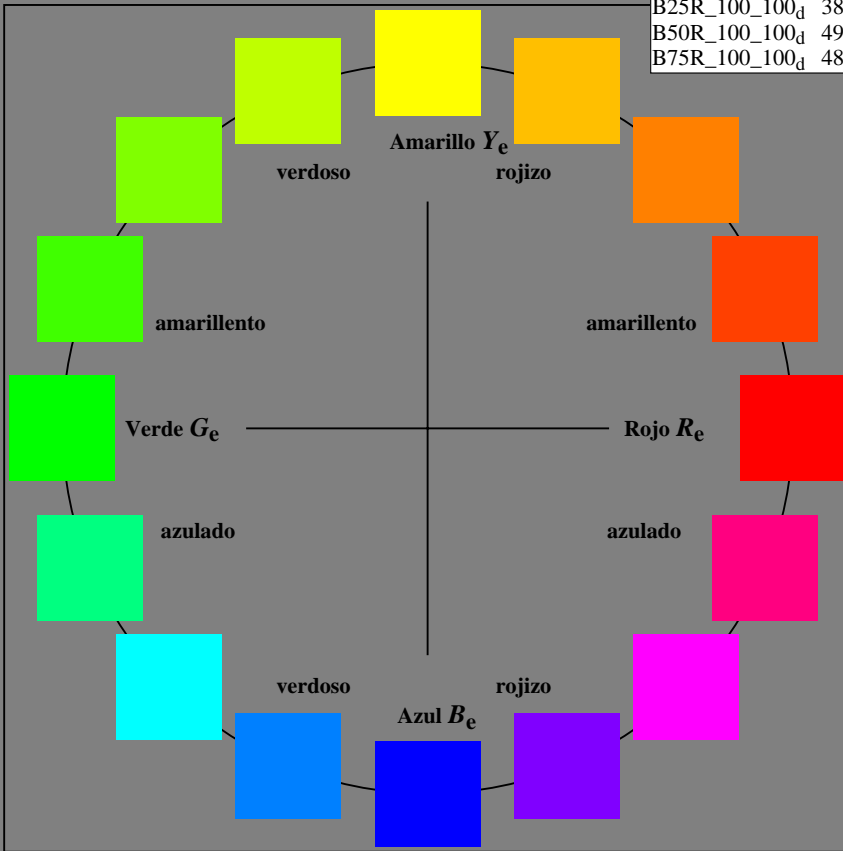 B25R_100_100d 38
B50R_100_100d 49
B75R_100_100d 48
Amarillo Ye
verdoso rojizo
amarillento amarillento
Verde Ge Rojo Re
azulado azulado
verdoso rojizo
Azul Be